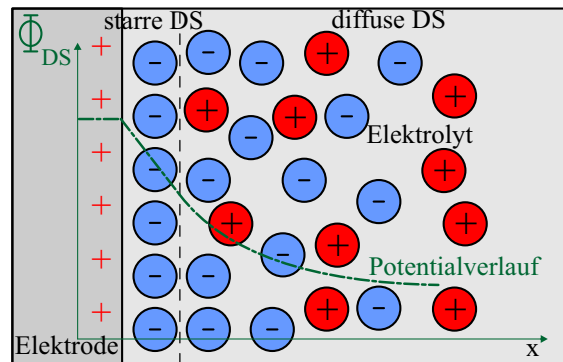 starre DS
diffuse DS
Φ
DS
Elektrolyt
Potentialverlauf
Elektrode
x